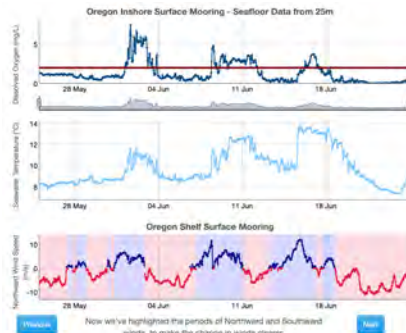 Oregon Inshore Surface Mooring - Seafloor Data from 25m
Dissolved Oxygen (mg/L)
5
0
28 May
04 Jun
11 Jun
18 Jun
Seawater Temperature (°C)
14
12
10
8
28 May
04 Jun
11 Jun
18 Jun
Oregon Shelf Surface Mooring
Northward Wind Speed
(m/s)
10
0
-10
28 May
04 Jun
11 Jun
18 Jun
Previous
Now we've highlighted the periods of Northward and Southward
Next
winds, to make the changes in winds clearer.